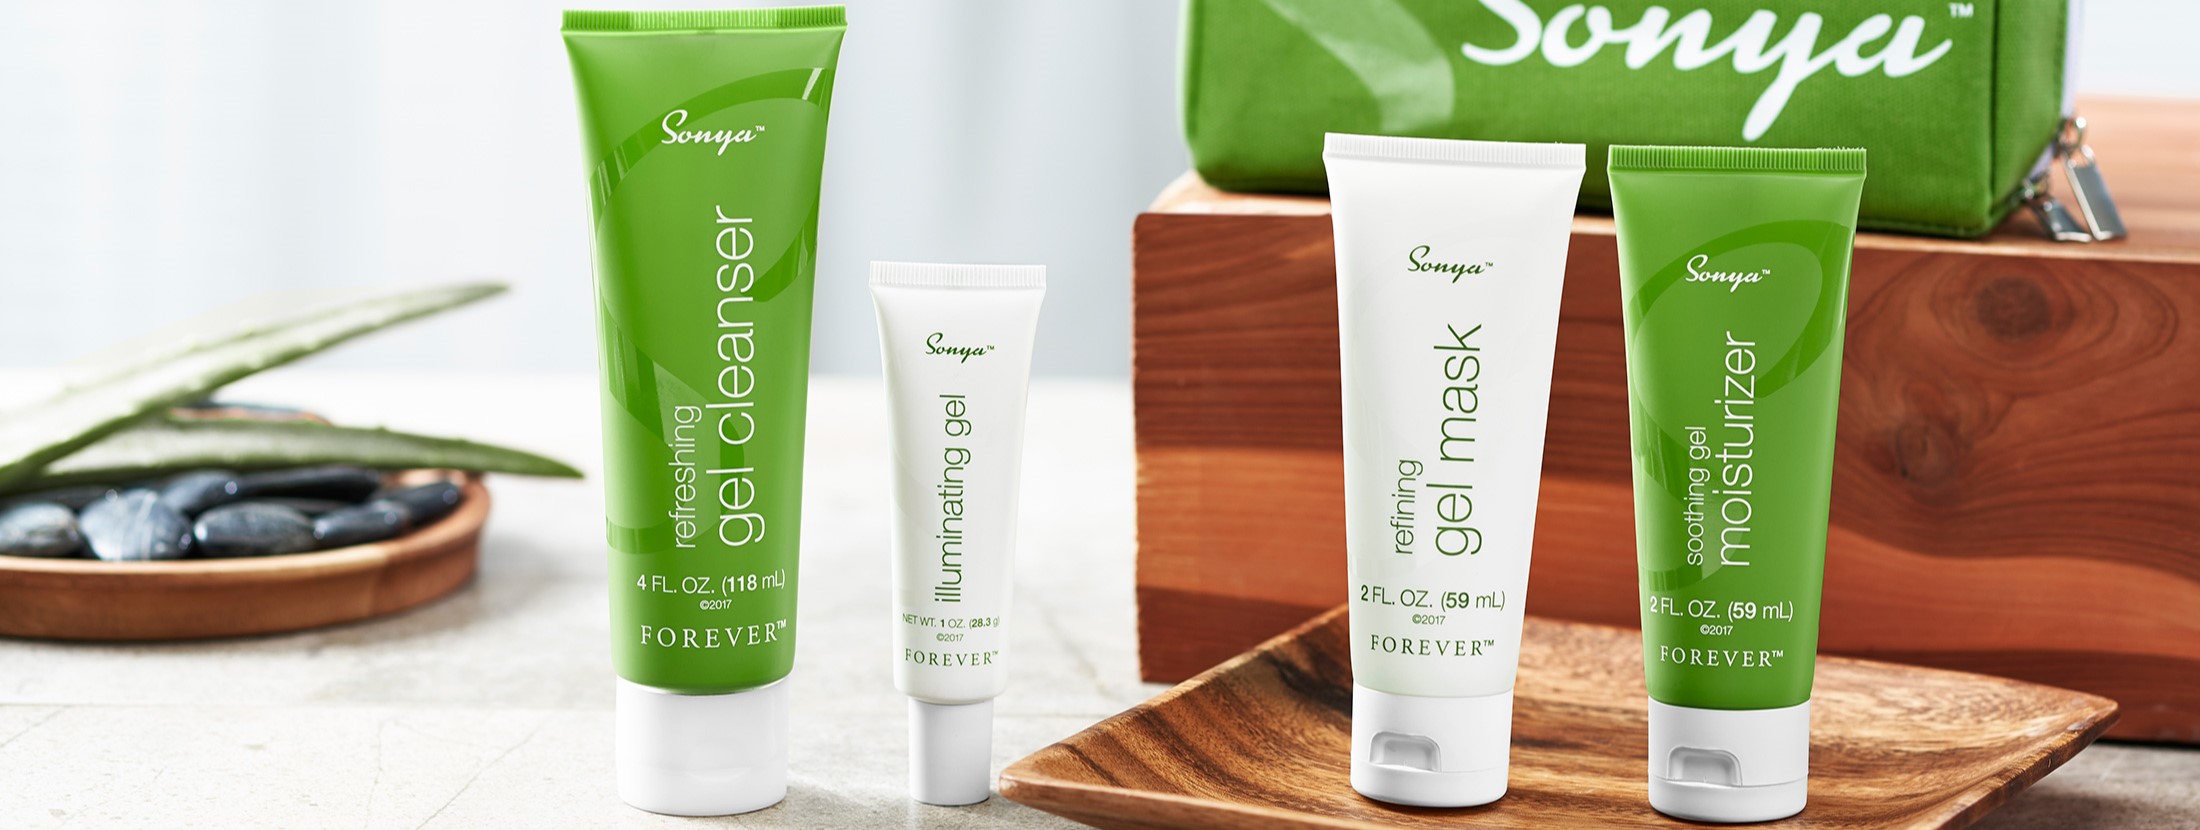 Sonya™
refreshing
gel cleanser
4 FL. OZ. (118 mL)
©2017
FOREVER™
Sonya™
illuminating gel
NET WT. 1 OZ. (28.3 g)
©2017
FOREVER™
Sonya™
Sonya™
refining
gel mask
2 FL. OZ. (59 mL)
©2017
FOREVER™
Sonya™
soothing gel
moisturizer
2 FL. OZ. (59 mL)
©2017
FOREVER™